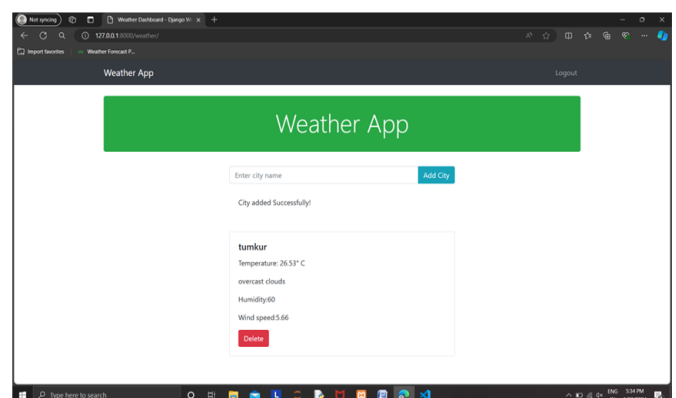 Not syncing
Weather Dashboard - Django W
127.0.0.1:8000/weather/
Import favorites
Weather Forecast P...
Weather App
Logout
Weather App
Enter city name
Add City
City added Successfully!
tumkur
Temperature: 26.53° C
overcast clouds
Humidity:60
Wind speed:5.66
Delete
Type here to search
ENG
5:34 PM